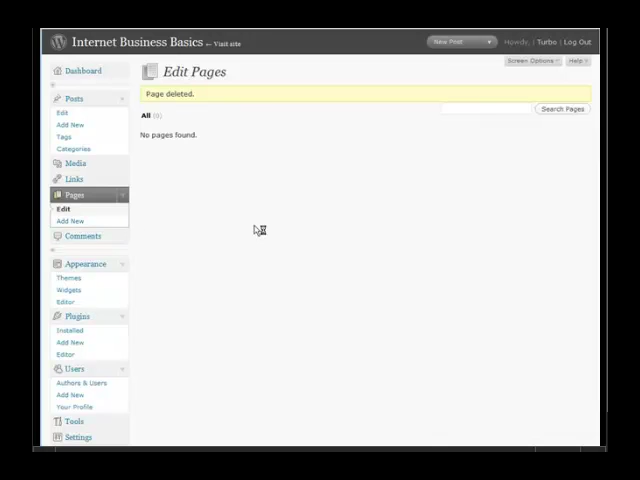 Internet Business Basics ← Visit site
New Post
Howdy, Turbo | Log Out
Screen Options
Help
Dashboard
Edit Pages
Page deleted.
Posts
All (0)
Search Pages
Edit
Add New
No pages found.
Tags
Categories
Media
Links
Pages
Edit
Add New
Comments
Appearance
Themes
Widgets
Editor
Plugins
Installed
Add New
Editor
Users
Authors & Users
Add New
Your Profile
Tools
Settings